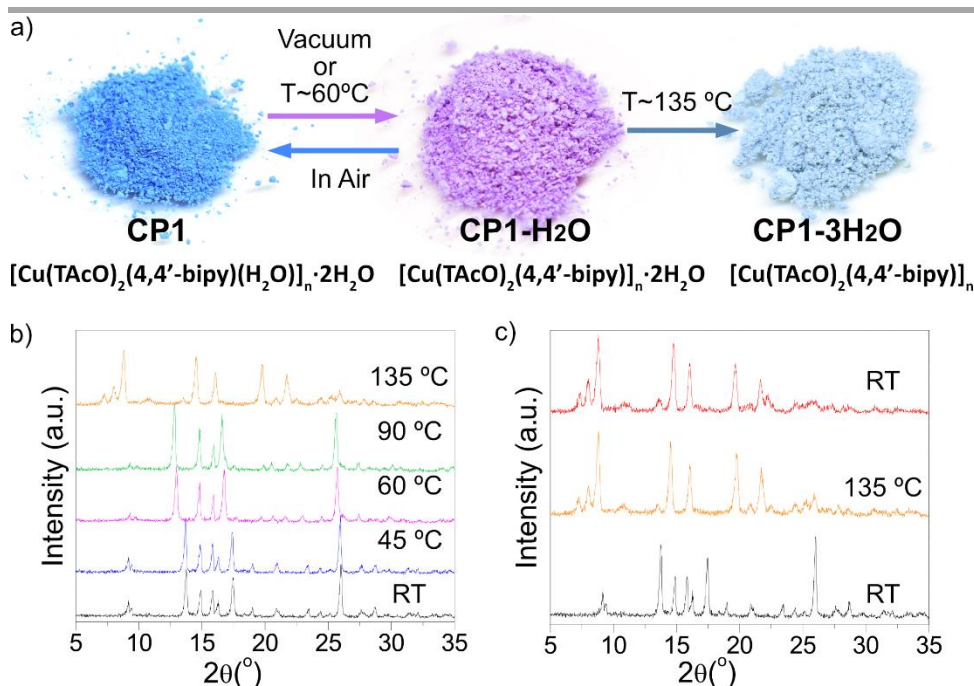 a)
Vacuum
or
T~60ºC
In Air
T~135 ºC
CP1
CP1-H2O
CP1-3H2O
[Cu(TAcO)₂(4,4’-bipy)(H₂O)]ₙ·2H₂O
[Cu(TAcO)₂(4,4’-bipy)]ₙ·2H₂O
[Cu(TAcO)₂(4,4’-bipy)]ₙ
b)
135 ºC
90 ºC
60 ºC
45 ºC
RT
Intensity (a.u.)
5 10 15 20 25 30 35
2θ(°)
c)
RT
135 ºC
RT
Intensity (a.u.)
5 10 15 20 25 30 35
2θ(°)